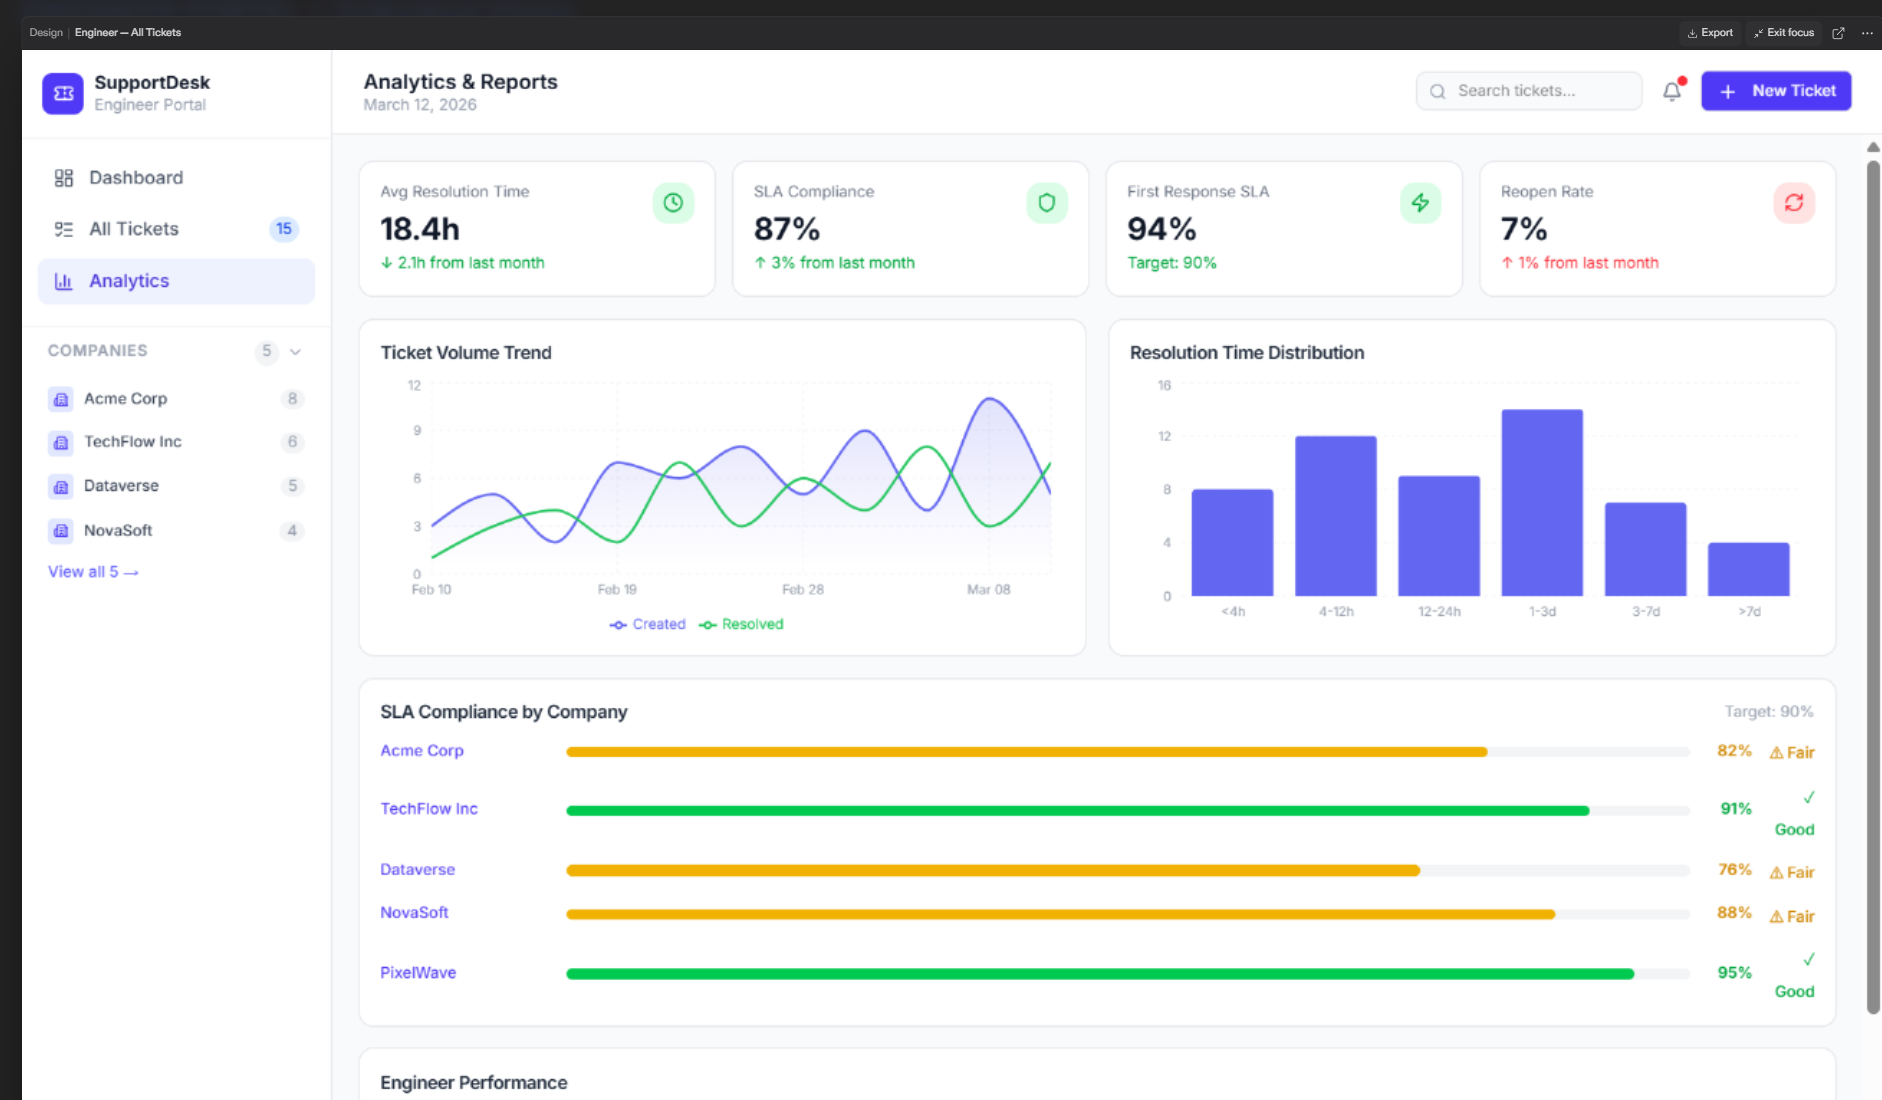 Design | Engineer — All Tickets
Export
Exit focus
SupportDesk
Engineer Portal
Dashboard
All Tickets 15
Analytics
COMPANIES 5
Acme Corp 8
TechFlow Inc 6
Dataverse 5
NovaSoft 4
View all 5 →
Analytics & Reports
March 12, 2026
Search tickets...
+ New Ticket
Avg Resolution Time
18.4h
↓ 2.1h from last month
SLA Compliance
87%
↑ 3% from last month
First Response SLA
94%
Target: 90%
Reopen Rate
7%
↑ 1% from last month
Ticket Volume Trend
12
9
6
3
0
Feb 10 Feb 19 Feb 28 Mar 08
Created Resolved
Resolution Time Distribution
16
12
8
4
0
<4h 4-12h 12-24h 1-3d 3-7d >7d
SLA Compliance by Company
Target: 90%
Acme Corp 82% ⚠ Fair
TechFlow Inc 91% ✓
Good
Dataverse 76% ⚠ Fair
NovaSoft 88% ⚠ Fair
PixelWave 95% ✓
Good
Engineer Performance